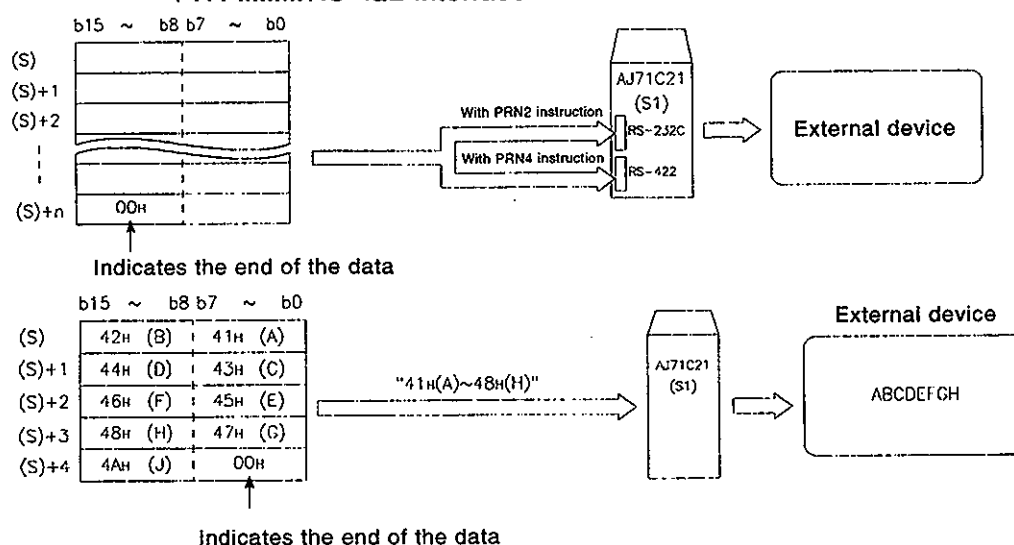 b15 ~ b8 b7 ~ b0
(S)
(S)+1
(S)+2
(S)+n
00H
Indicates the end of the data
With PRN2 instruction
With PRN4 instruction
AJ71C21
(S1)
RS-232C
RS-422
External device
b15 ~ b8 b7 ~ b0
(S) 42H (B) 41H (A)
(S)+1 44H (D) 43H (C)
(S)+2 46H (F) 45H (E)
(S)+3 48H (H) 47H (G)
(S)+4 4AH (J) 00H
Indicates the end of the data
"41H(A)~48H(H)"
AJ71C21
(S1)
External device
ABCDEFGH